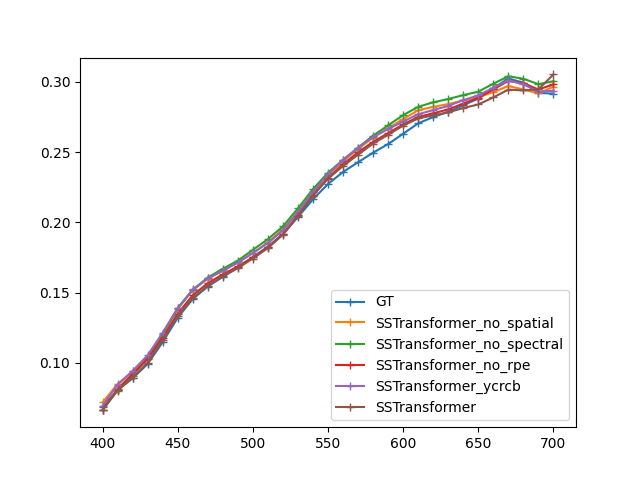 0.30
0.25
0.20
0.15
0.10
400 450 500 550 600 650 700
GT
SSTransformer_no_spatial
SSTransformer_no_spectral
SSTransformer_no_rpe
SSTransformer_ycrcb
SSTransformer